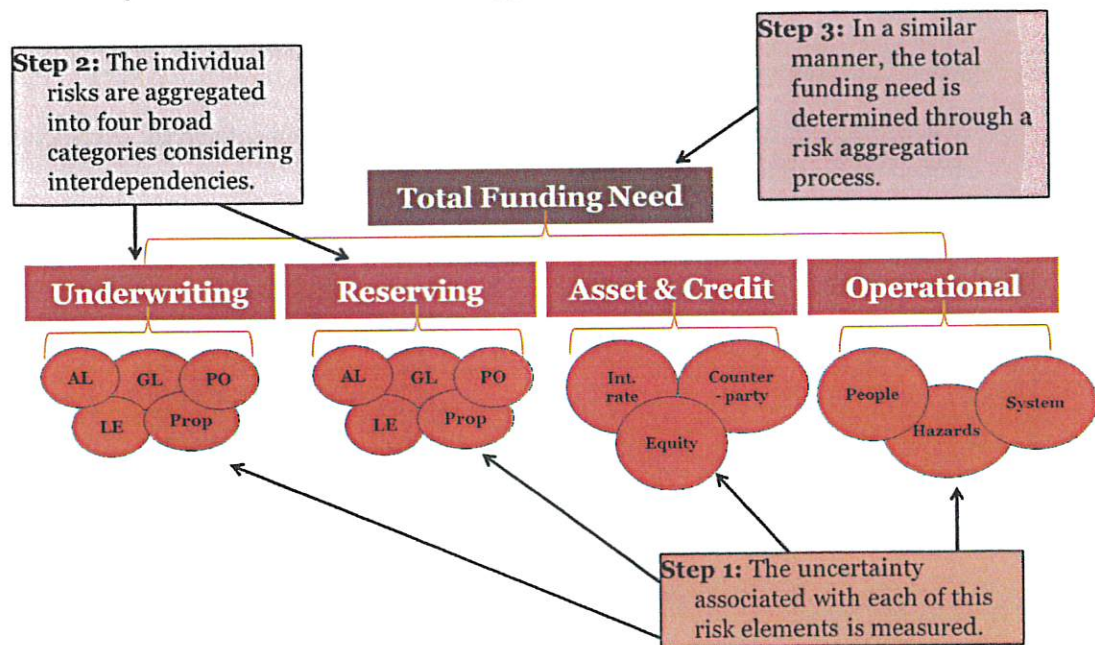 Step 2: The individual
risks are aggregated
into four broad
categories considering
interdependencies.
Step 3: In a similar
manner, the total
funding need is
determined through a
risk aggregation
process.
Total Funding Need
Underwriting
Reserving
Asset & Credit
Operational
AL
GL
PO
LE
Prop
AL
GL
PO
LE
Prop
Int.
rate
Counter
- party
Equity
People
Hazards
System
Step 1: The uncertainty
associated with each of this
risk elements is measured.